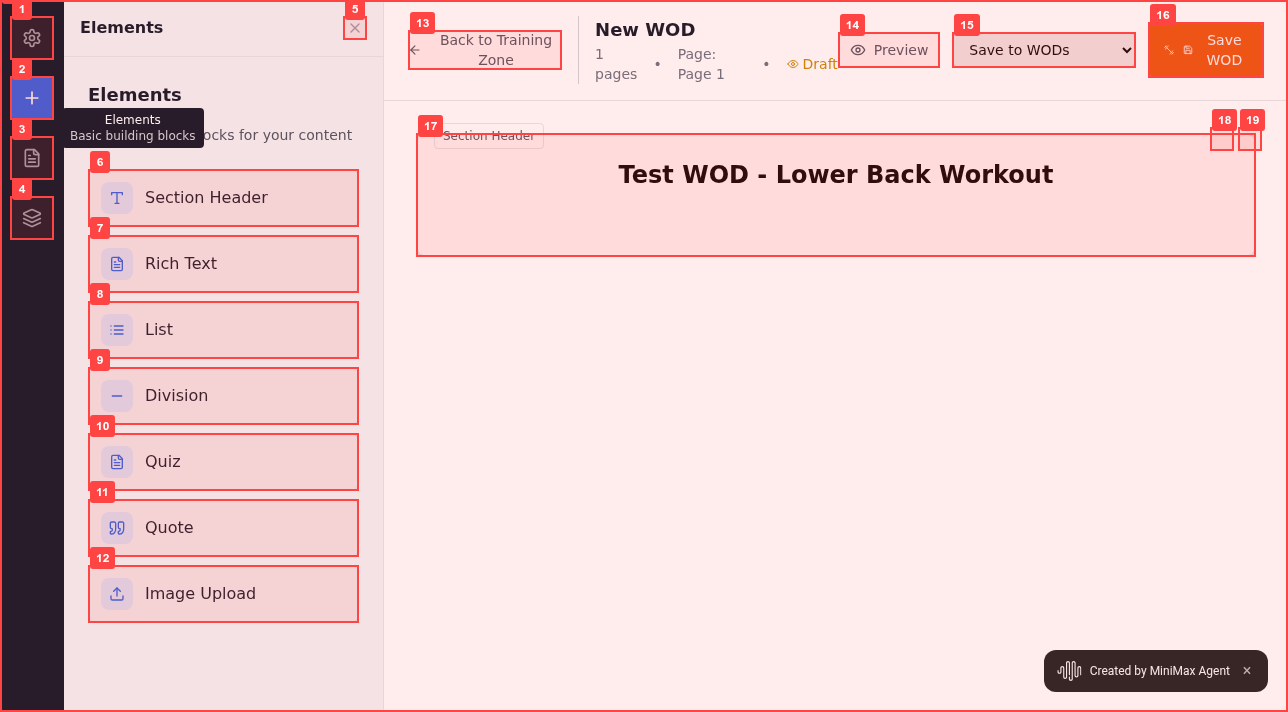 1
2
3
4
Elements
5
Elements
ocks for your content
Elements
Basic building blocks
6
Section Header
7
Rich Text
8
List
9
Division
10
Quiz
11
Quote
12
Image Upload
13
Back to Training
Zone
New WOD
1
pages
•
Page:
Page 1
•
Draft
14
Preview
15
Save to WODs
16
Save
WOD
17
Section Header
18
19
Test WOD - Lower Back Workout
Created by MiniMax Agent